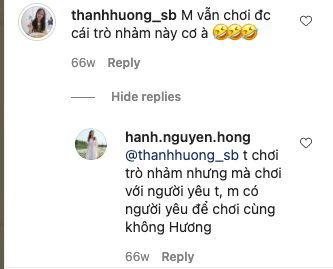 thanhhuong_sb M vẫn chơi đc
cái trò nhảm này cơ à 🤣🤣🤣
66w Reply
Hide replies
hanh.nguyen.hong
@thanhhuong_sb t chơi
trò nhảm nhưng mà chơi
với người yêu t, m có
người yêu để chơi cùng
không Hương
66w Reply